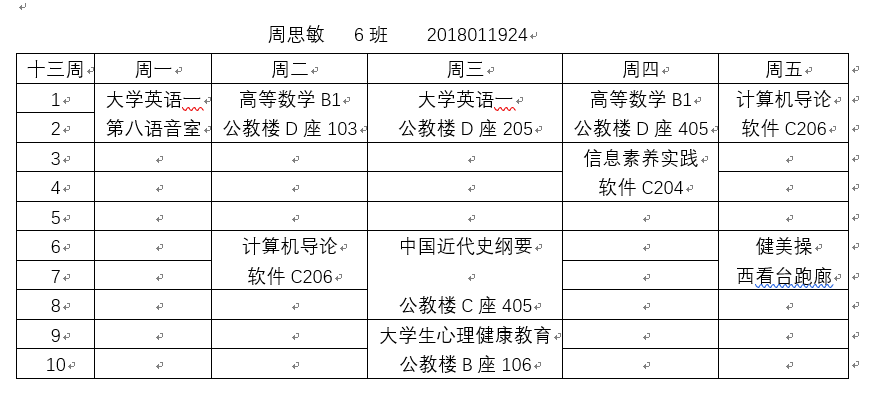 周思敏 6班 2018011924
十三周 周一 周二 周三 周四 周五
1 大学英语一 高等数学 B1 大学英语一 高等数学 B1 计算机导论
2 第八语音室 公教楼 D 座 103 公教楼 D 座 205 公教楼 D 座 405 软件 C206
3 信息素养实践
4 软件 C204
5
6 计算机导论 中国近代史纲要 健美操
7 软件 C206 西看台跑廊
8 公教楼 C 座 405
9 大学生心理健康教育
10 公教楼 B 座 106